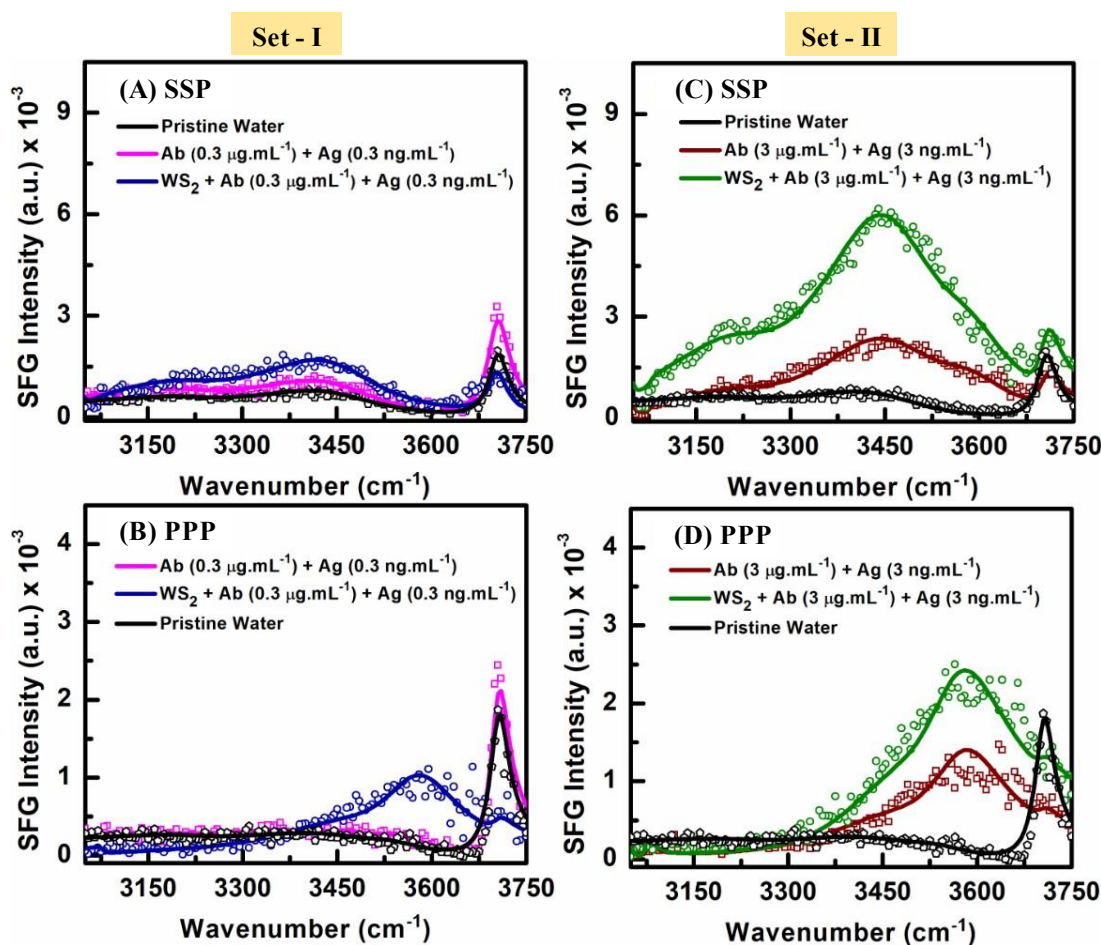 Set - I
Set - II
(A) SSP
Pristine Water
Ab (0.3 μg.mL⁻¹) + Ag (0.3 ng.mL⁻¹)
WS₂ + Ab (0.3 μg.mL⁻¹) + Ag (0.3 ng.mL⁻¹)
SFG Intensity (a.u.) x 10⁻³
9
6
3
0
3150 3300 3450 3600 3750
Wavenumber (cm⁻¹)
(C) SSP
Pristine Water
Ab (3 μg.mL⁻¹) + Ag (3 ng.mL⁻¹)
WS₂ + Ab (3 μg.mL⁻¹) + Ag (3 ng.mL⁻¹)
SFG Intensity (a.u.) x 10⁻³
9
6
3
0
3150 3300 3450 3600 3750
Wavenumber (cm⁻¹)
(B) PPP
Ab (0.3 μg.mL⁻¹) + Ag (0.3 ng.mL⁻¹)
WS₂ + Ab (0.3 μg.mL⁻¹) + Ag (0.3 ng.mL⁻¹)
Pristine Water
SFG Intensity (a.u.) x 10⁻³
4
3
2
1
0
3150 3300 3450 3600 3750
Wavenumber (cm⁻¹)
(D) PPP
Ab (3 μg.mL⁻¹) + Ag (3 ng.mL⁻¹)
WS₂ + Ab (3 μg.mL⁻¹) + Ag (3 ng.mL⁻¹)
Pristine Water
SFG Intensity (a.u.) x 10⁻³
4
3
2
1
0
3150 3300 3450 3600 3750
Wavenumber (cm⁻¹)